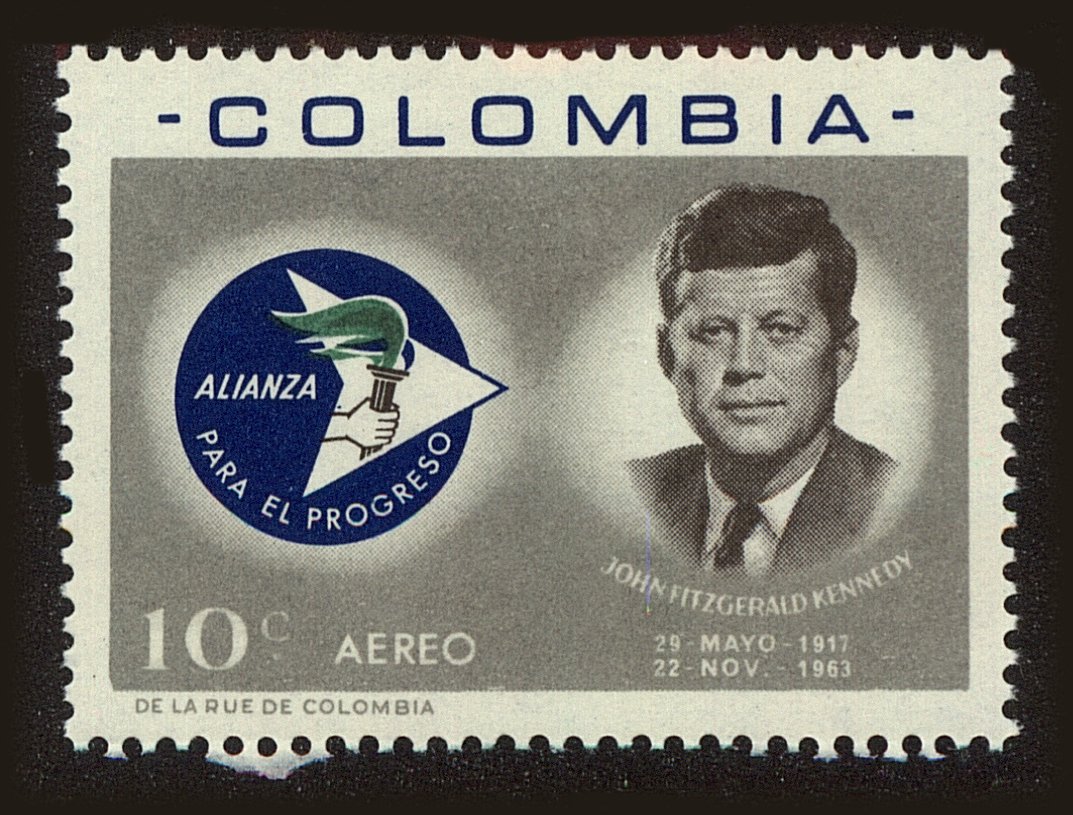 - COLOMBIA -
ALIANZA
PARA EL PROGRESO
JOHN FITZGERALD KENNEDY
29 - MAYO - 1917
22 - NOV. - 1963
10c AEREO
DE LA RUE DE COLOMBIA